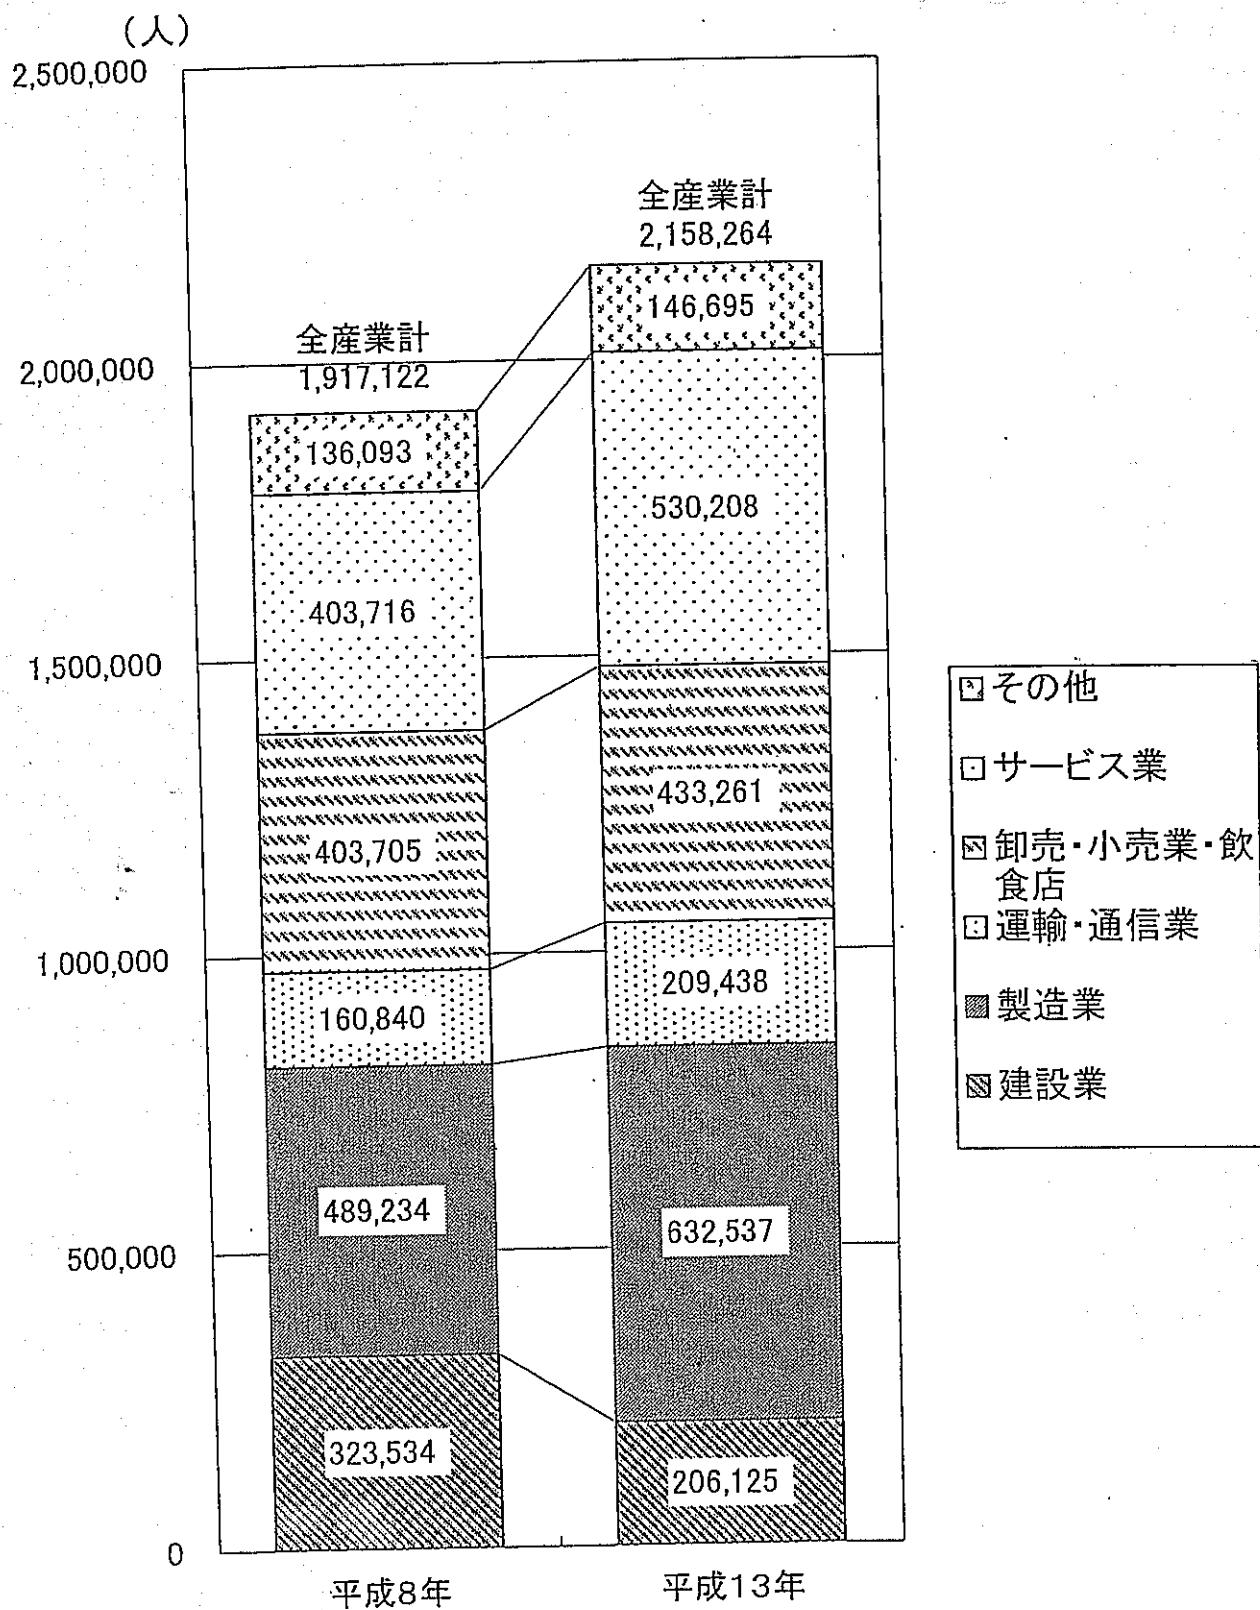 (人)
2,500,000
2,000,000
1,500,000
1,000,000
500,000
0
全産業計
1,917,122
136,093
403,716
403,705
160,840
489,234
323,534
平成8年
全産業計
2,158,264
146,695
530,208
433,261
209,438
632,537
206,125
平成13年
その他
サービス業
卸売・小売業・飲
食店
運輸・通信業
製造業
建設業